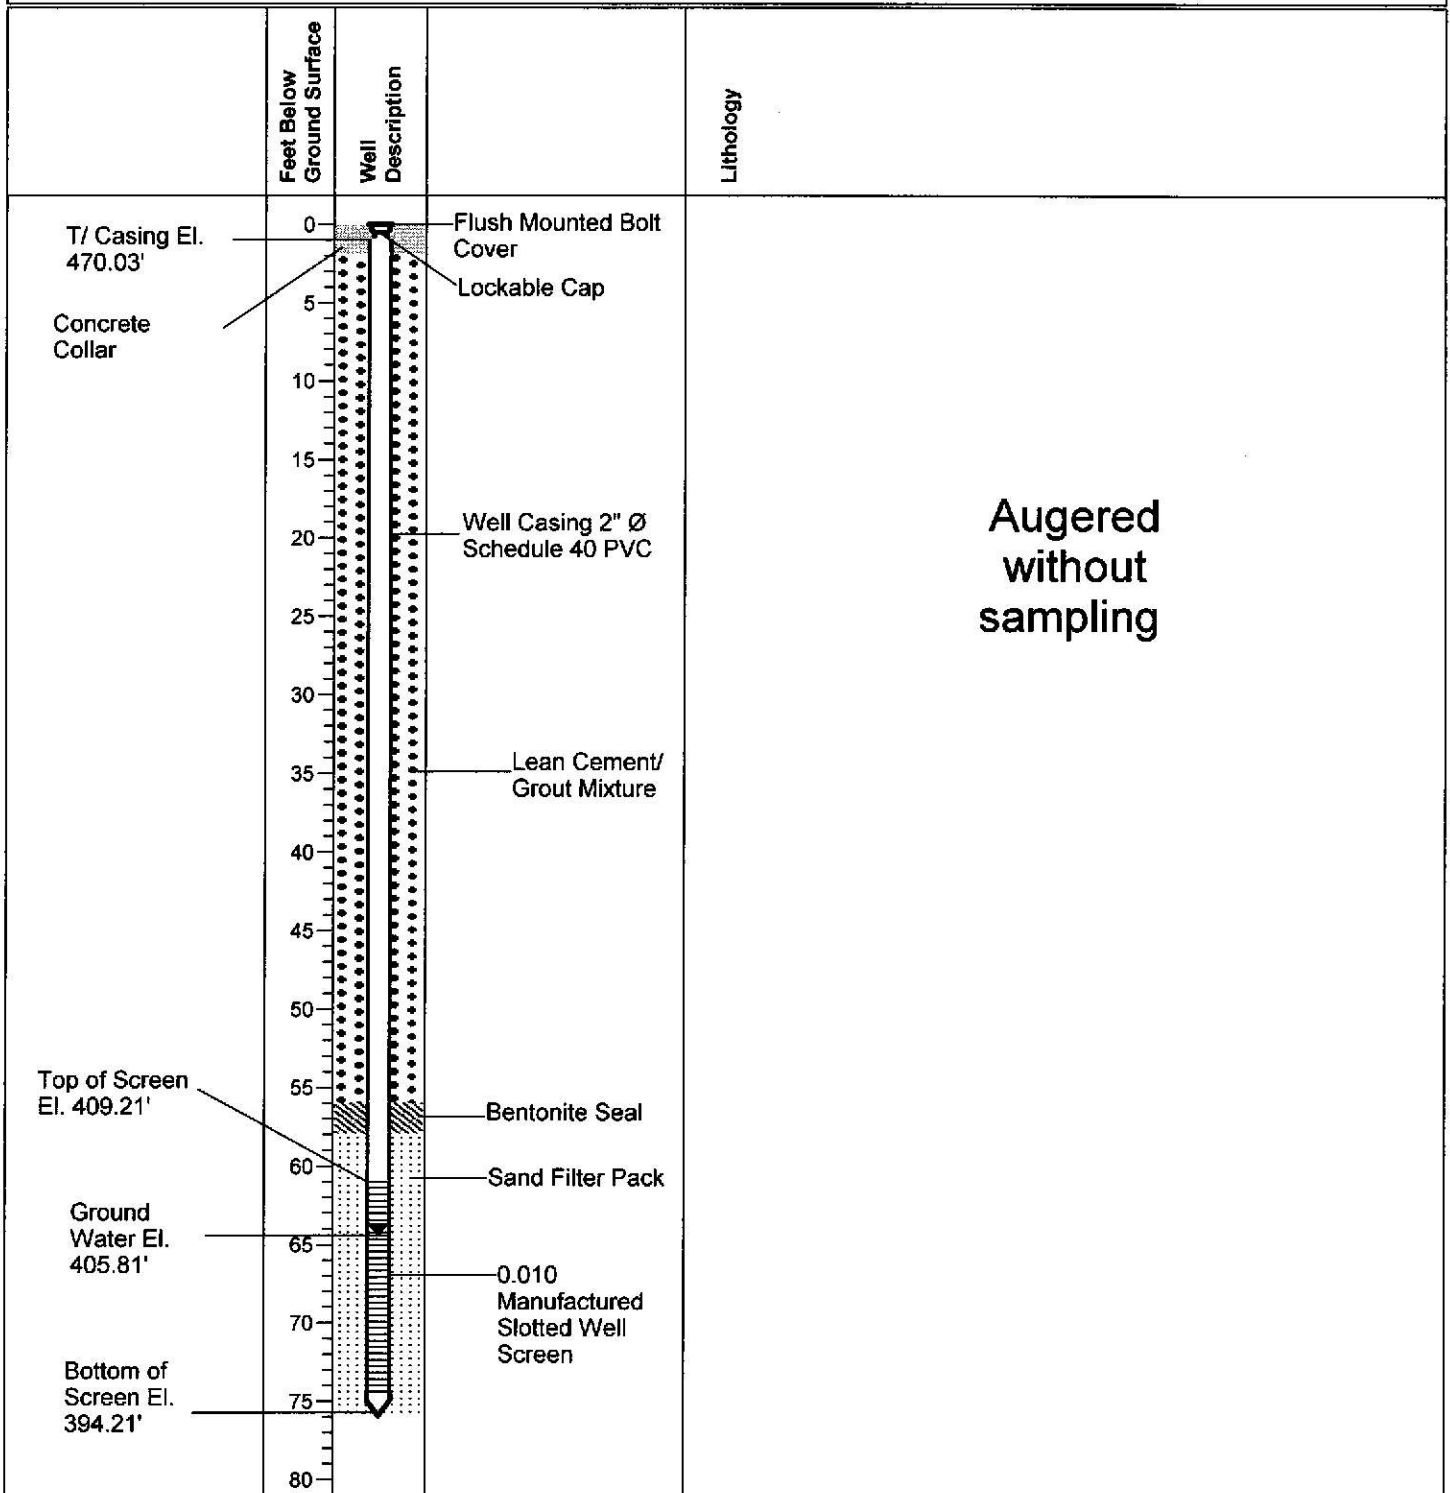 Feet Below
Ground Surface
Well
Description
Lithology
T/ Casing El.
470.03'
Concrete
Collar
0
5
10
15
20
25
30
35
40
45
50
55
60
65
70
75
80
Flush Mounted Bolt
Cover
Lockable Cap
Well Casing 2" Ø
Schedule 40 PVC
Lean Cement/
Grout Mixture
Top of Screen
El. 409.21'
Bentonite Seal
Sand Filter Pack
Ground
Water El.
405.81'
0.010
Manufactured
Slotted Well
Screen
Bottom of
Screen El.
394.21'
Augered
without
sampling